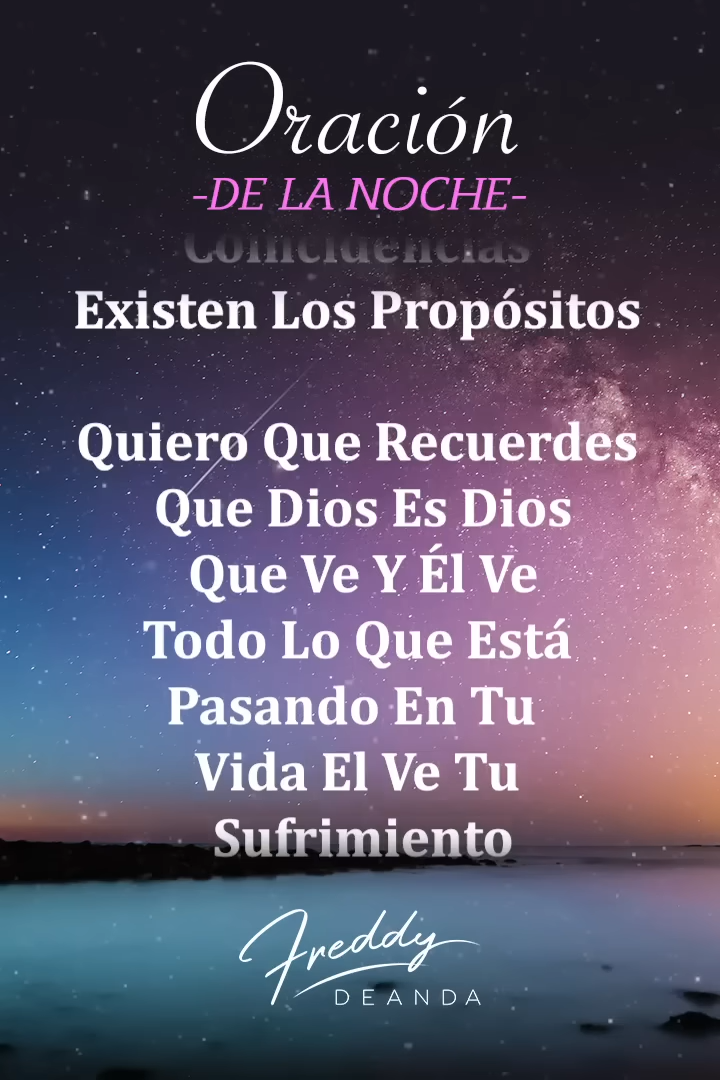 Oración
-DE LA NOCHE-
Coincidencias
Existen Los Propósitos
Quiero Que Recuerdes
Que Dios Es Dios
Que Ve Y Él Ve
Todo Lo Que Está
Pasando En Tu
Vida El Ve Tu
Sufrimiento
Freddy
DEANDA